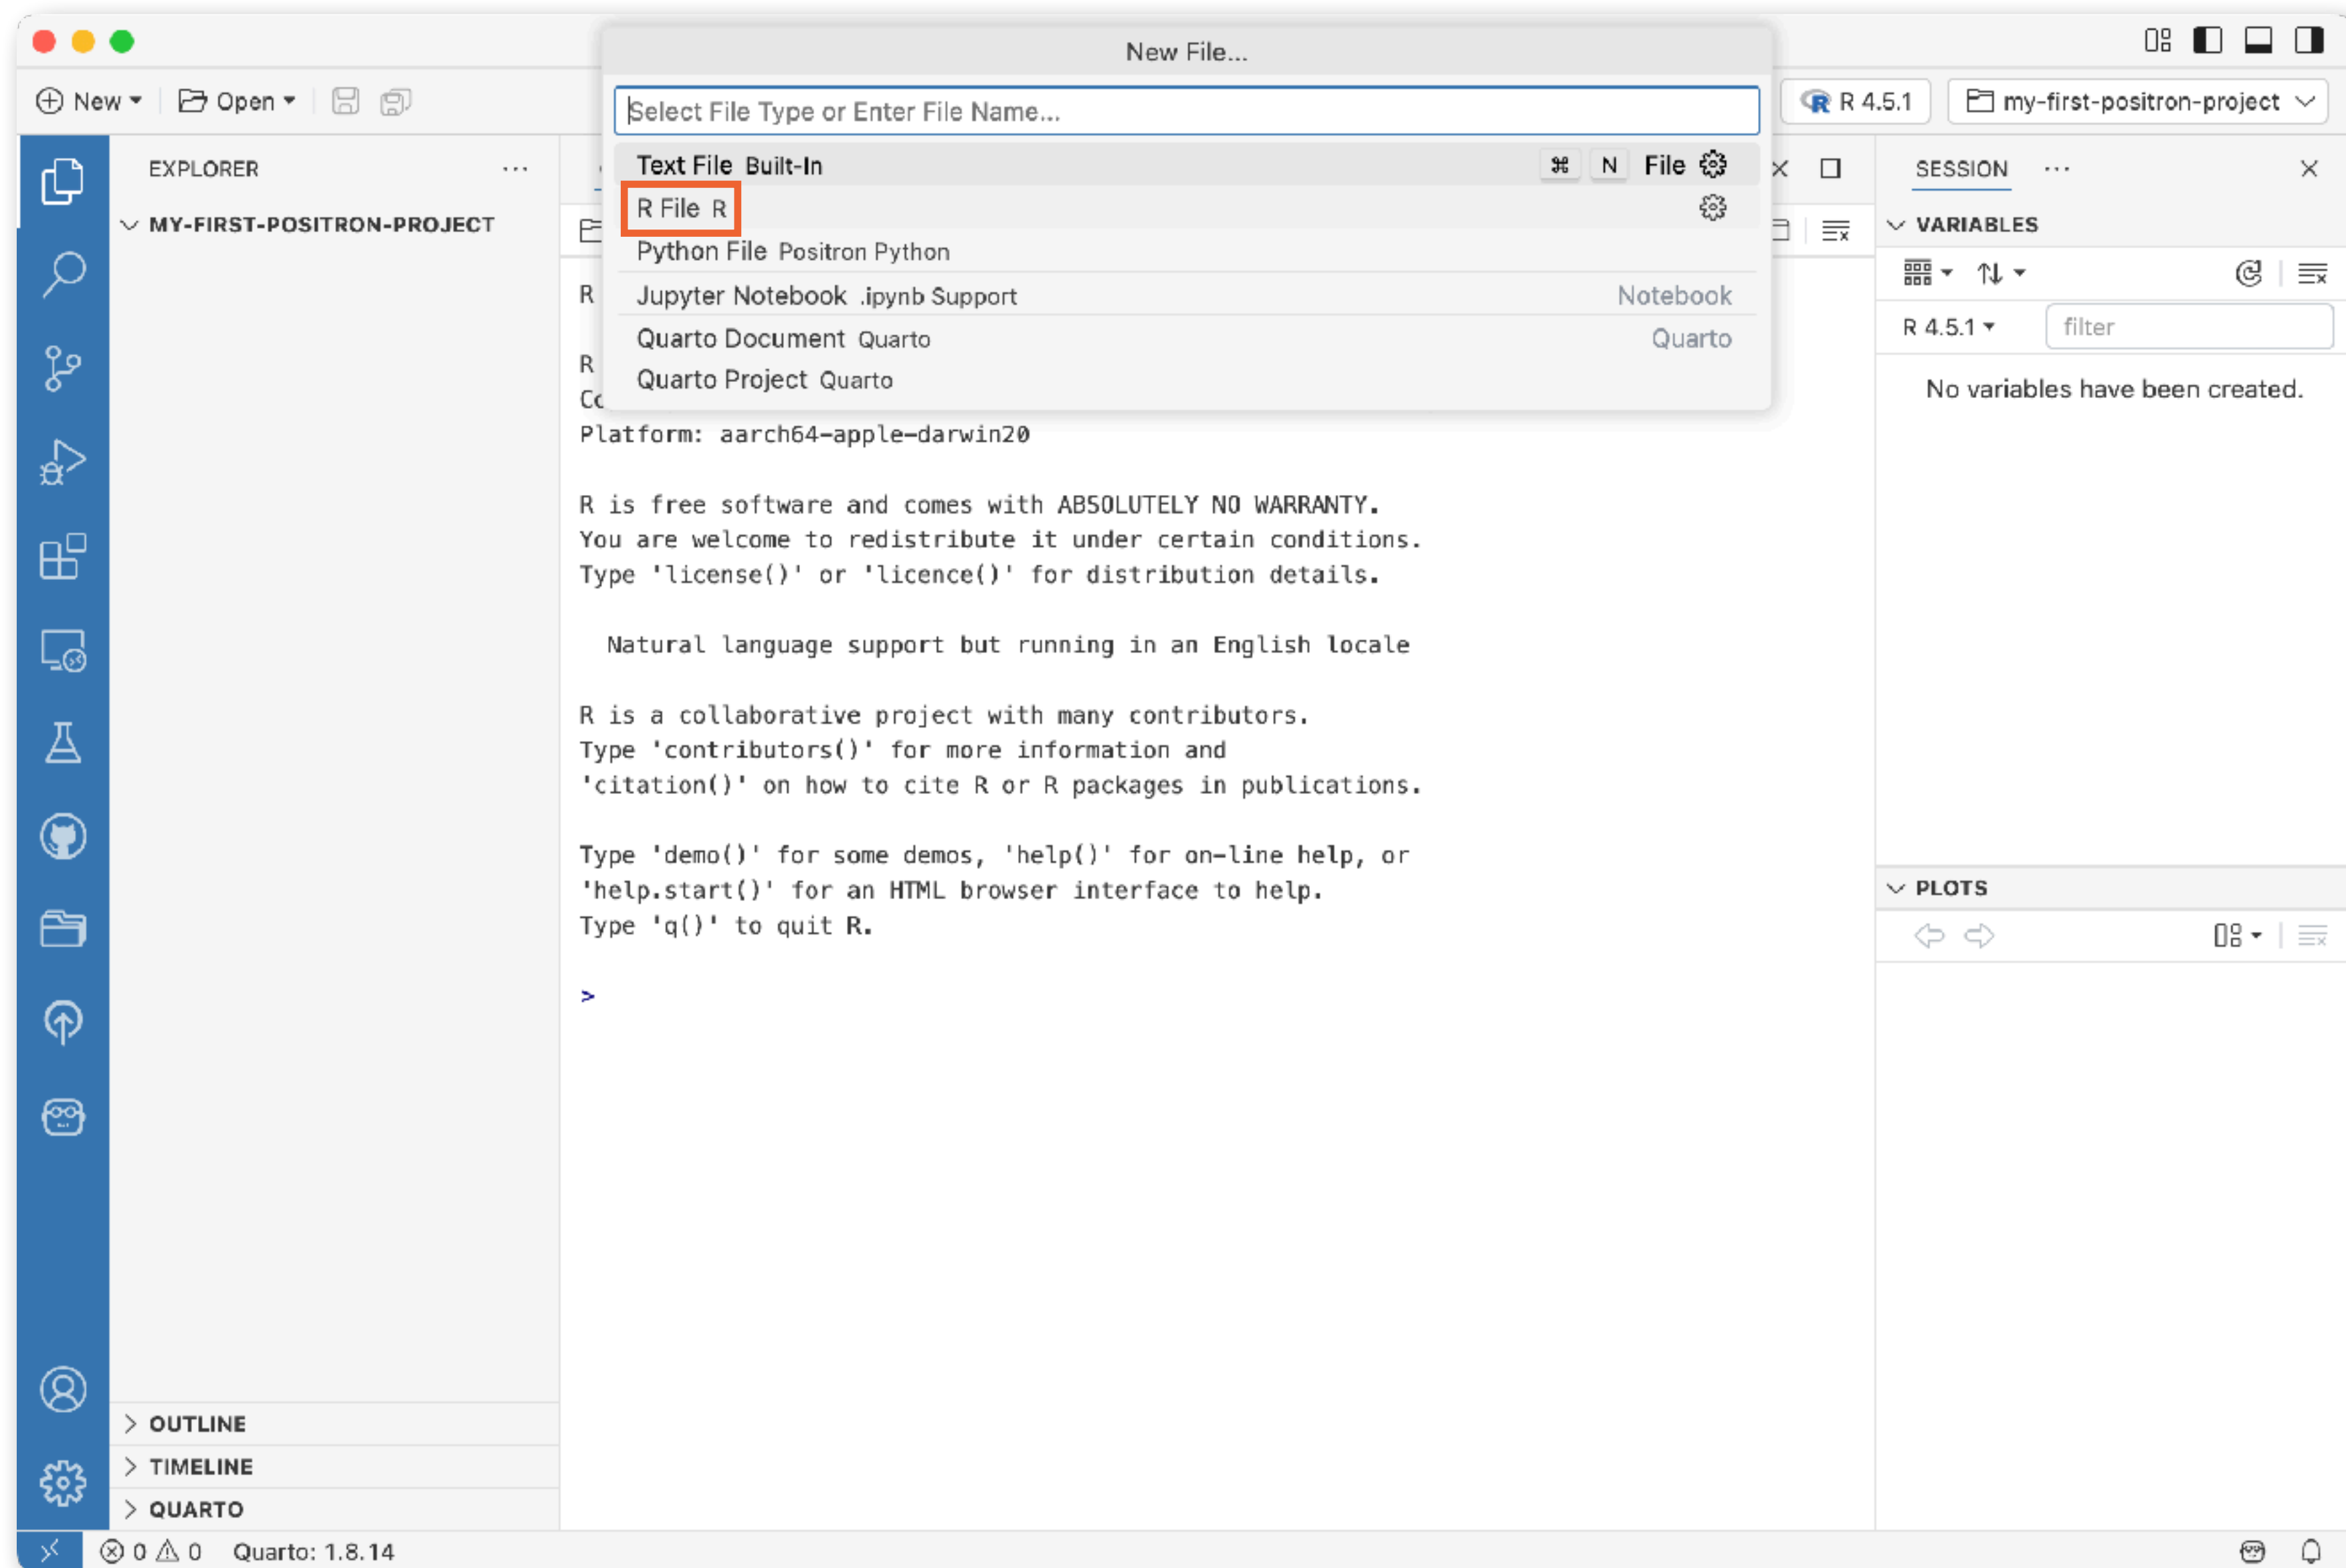 New File...
New
Open
Select File Type or Enter File Name...
R 4.5.1
my-first-positron-project
Text File Built-In ⌘ N File
R File R
Python File Positron Python
Jupyter Notebook .ipynb Support Notebook
Quarto Document Quarto Quarto
Quarto Project Quarto
EXPLORER
MY-FIRST-POSITRON-PROJECT
OUTLINE
TIMELINE
QUARTO
R
R
Platform: aarch64-apple-darwin20
R is free software and comes with ABSOLUTELY NO WARRANTY.
You are welcome to redistribute it under certain conditions.
Type 'license()' or 'licence()' for distribution details.
Natural language support but running in an English locale
R is a collaborative project with many contributors.
Type 'contributors()' for more information and
'citation()' on how to cite R or R packages in publications.
Type 'demo()' for some demos, 'help()' for on-line help, or
'help.start()' for an HTML browser interface to help.
Type 'q()' to quit R.
>
SESSION
VARIABLES
R 4.5.1
filter
No variables have been created.
PLOTS
0 0 Quarto: 1.8.14